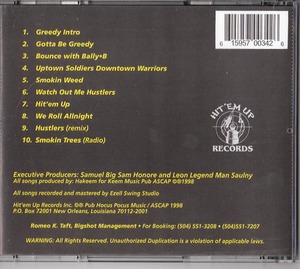 1. Greedy Intro
2. Gotta Be Greedy
3. Bounce with Bally•B
4. Uptown Soldiers Downtown Warriors
5. Smokin Weed
6. Watch Out Me Hustlers
7. Hit'em Up
8. We Roll Allnight
9. Hustlers (remix)
10. Smokin Trees (Radio)
6 15957 00342 6
HIT'EM UP
RECORDS
Executive Producers: Samuel Big Sam Honore and Leon Legend Man Saulny
All songs produced by: Hakeem for Keem Music Pub ASCAP ©℗1998
All songs recorded and mastered by Ezell Swing Studio
Hit'em Up Records Inc. ©℗ Pub Hocus Pocus Music/ ASCAP 1998
P.O. Box 72001 New Orleans, Louisiana 70112-2001
Romeo K. Taft, Bigshot Management • For Booking: (504) 551-3208 • (504)551-7207
WARNING: All Rights Reserved. Unauthorized Duplication is a violation of applicable laws.